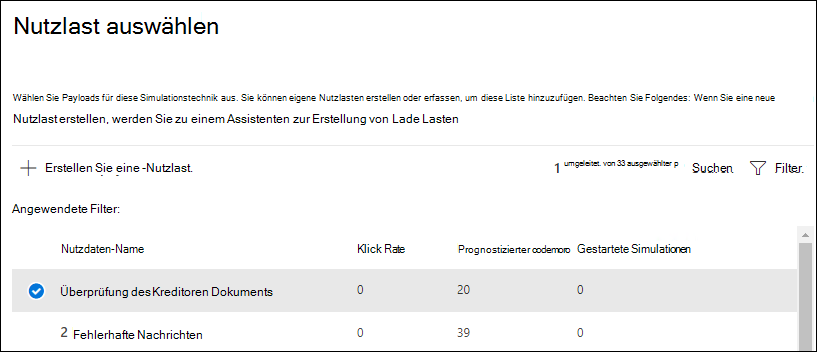 Nutzlast auswählen
Wählen Sie Payloads für diese Simulationstechnik aus. Sie können eigene Nutzlasten erstellen oder erfassen, um diese Liste hinzuzufügen. Beachten Sie Folgendes: Wenn Sie eine neue
Nutzlast erstellen, werden Sie zu einem Assistenten zur Erstellung von Lade Lasten
Erstellen Sie eine -Nutzlast. 1 umgeleitet. von 33 ausgewählter p Suchen Filter.
Angewendete Filter:
Nutzdaten-Name Klick Rate Prognostizierter codemoro Gestartete Simulationen
Überprüfung des Kreditoren Dokuments 0 20 0
2 Fehlerhafte Nachrichten 0 39 0